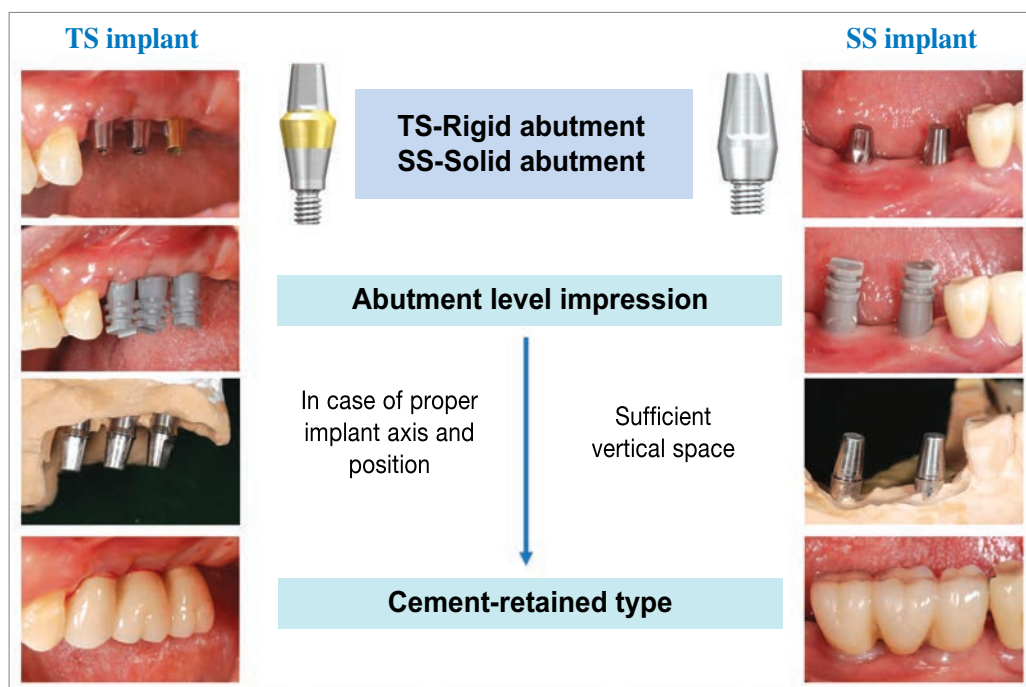 TS implant
SS implant
TS-Rigid abutment
SS-Solid abutment
Abutment level impression
In case of proper
implant axis and
position
Sufficient
vertical space
Cement-retained type